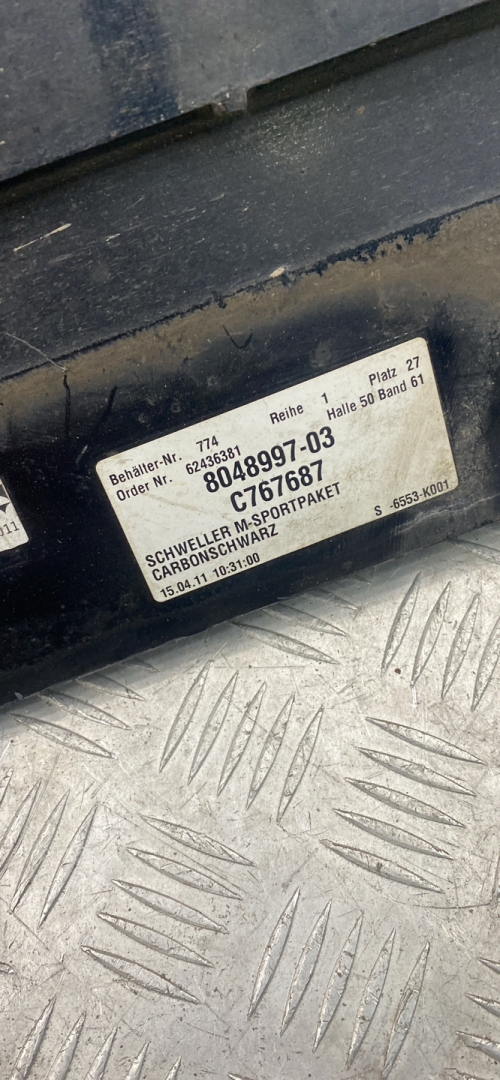 Behälter-Nr. 774 Reihe 1 Platz 27
Order Nr. 62436381 Halle 50 Band 61
8048997-03
C767687
SCHWELLER M-SPORTPAKET
CARBONSCHWARZ
15.04.11 10:31:00 S -6553-K001